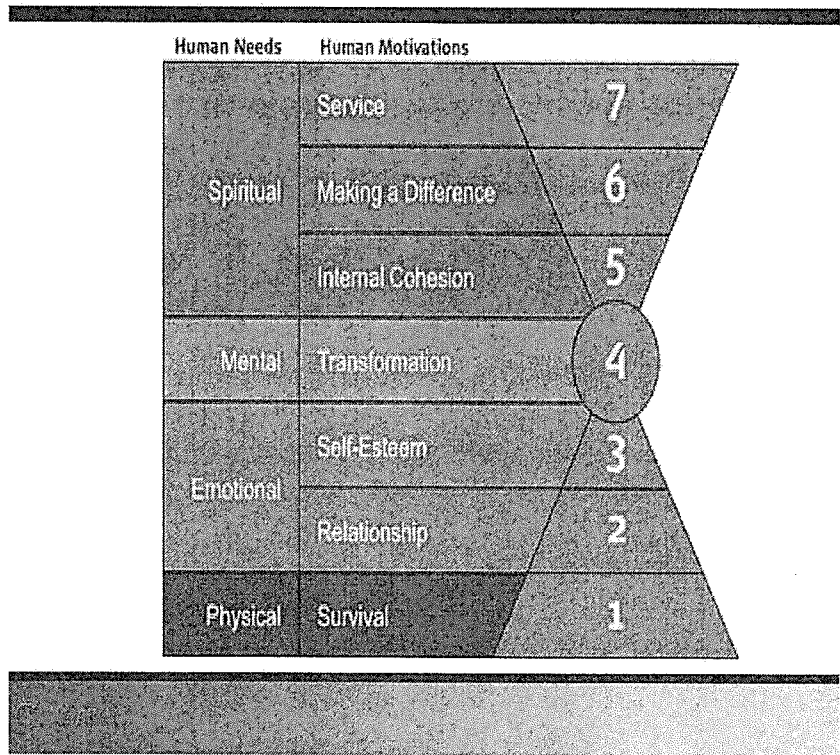 Human Needs Human Motivations
Service 7
Spiritual Making a Difference 6
Internal Cohesion 5
Mental Transformation 4
Self-Esteem 3
Emotional
Relationship 2
Physical Survival 1